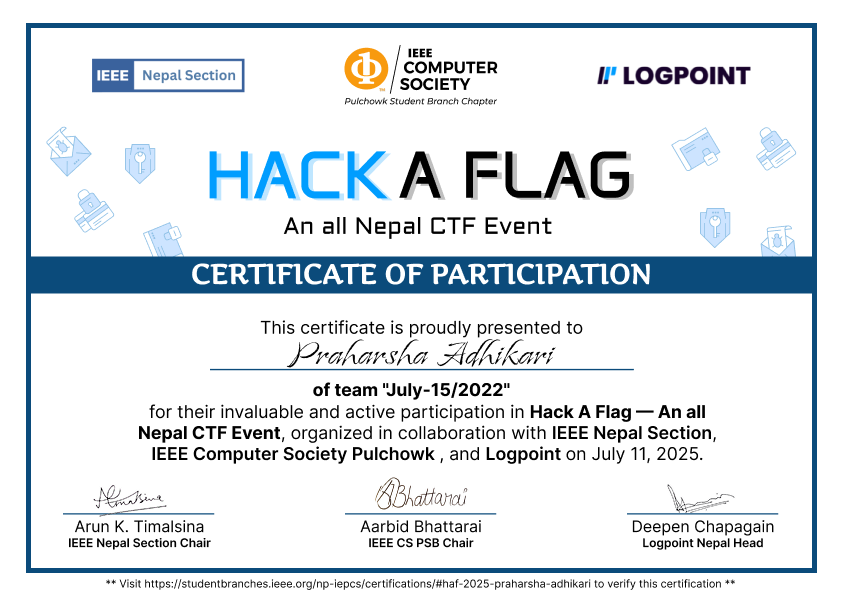 IEEE Nepal Section
IEEE
COMPUTER
SOCIETY
Pulchowk Student Branch Chapter
LOGPOINT
HACK A FLAG
An all Nepal CTF Event
CERTIFICATE OF PARTICIPATION
This certificate is proudly presented to
Praharsha Adhikari
of team "July-15/2022"
for their invaluable and active participation in Hack A Flag — An all
Nepal CTF Event, organized in collaboration with IEEE Nepal Section,
IEEE Computer Society Pulchowk , and Logpoint on July 11, 2025.
ABhattarai
Arun K. Timalsina
IEEE Nepal Section Chair
Aarbid Bhattarai
IEEE CS PSB Chair
Deepen Chapagain
Logpoint Nepal Head
** Visit https://studentbranches.ieee.org/np-iepcs/certifications/#haf-2025-praharsha-adhikari to verify this certification **